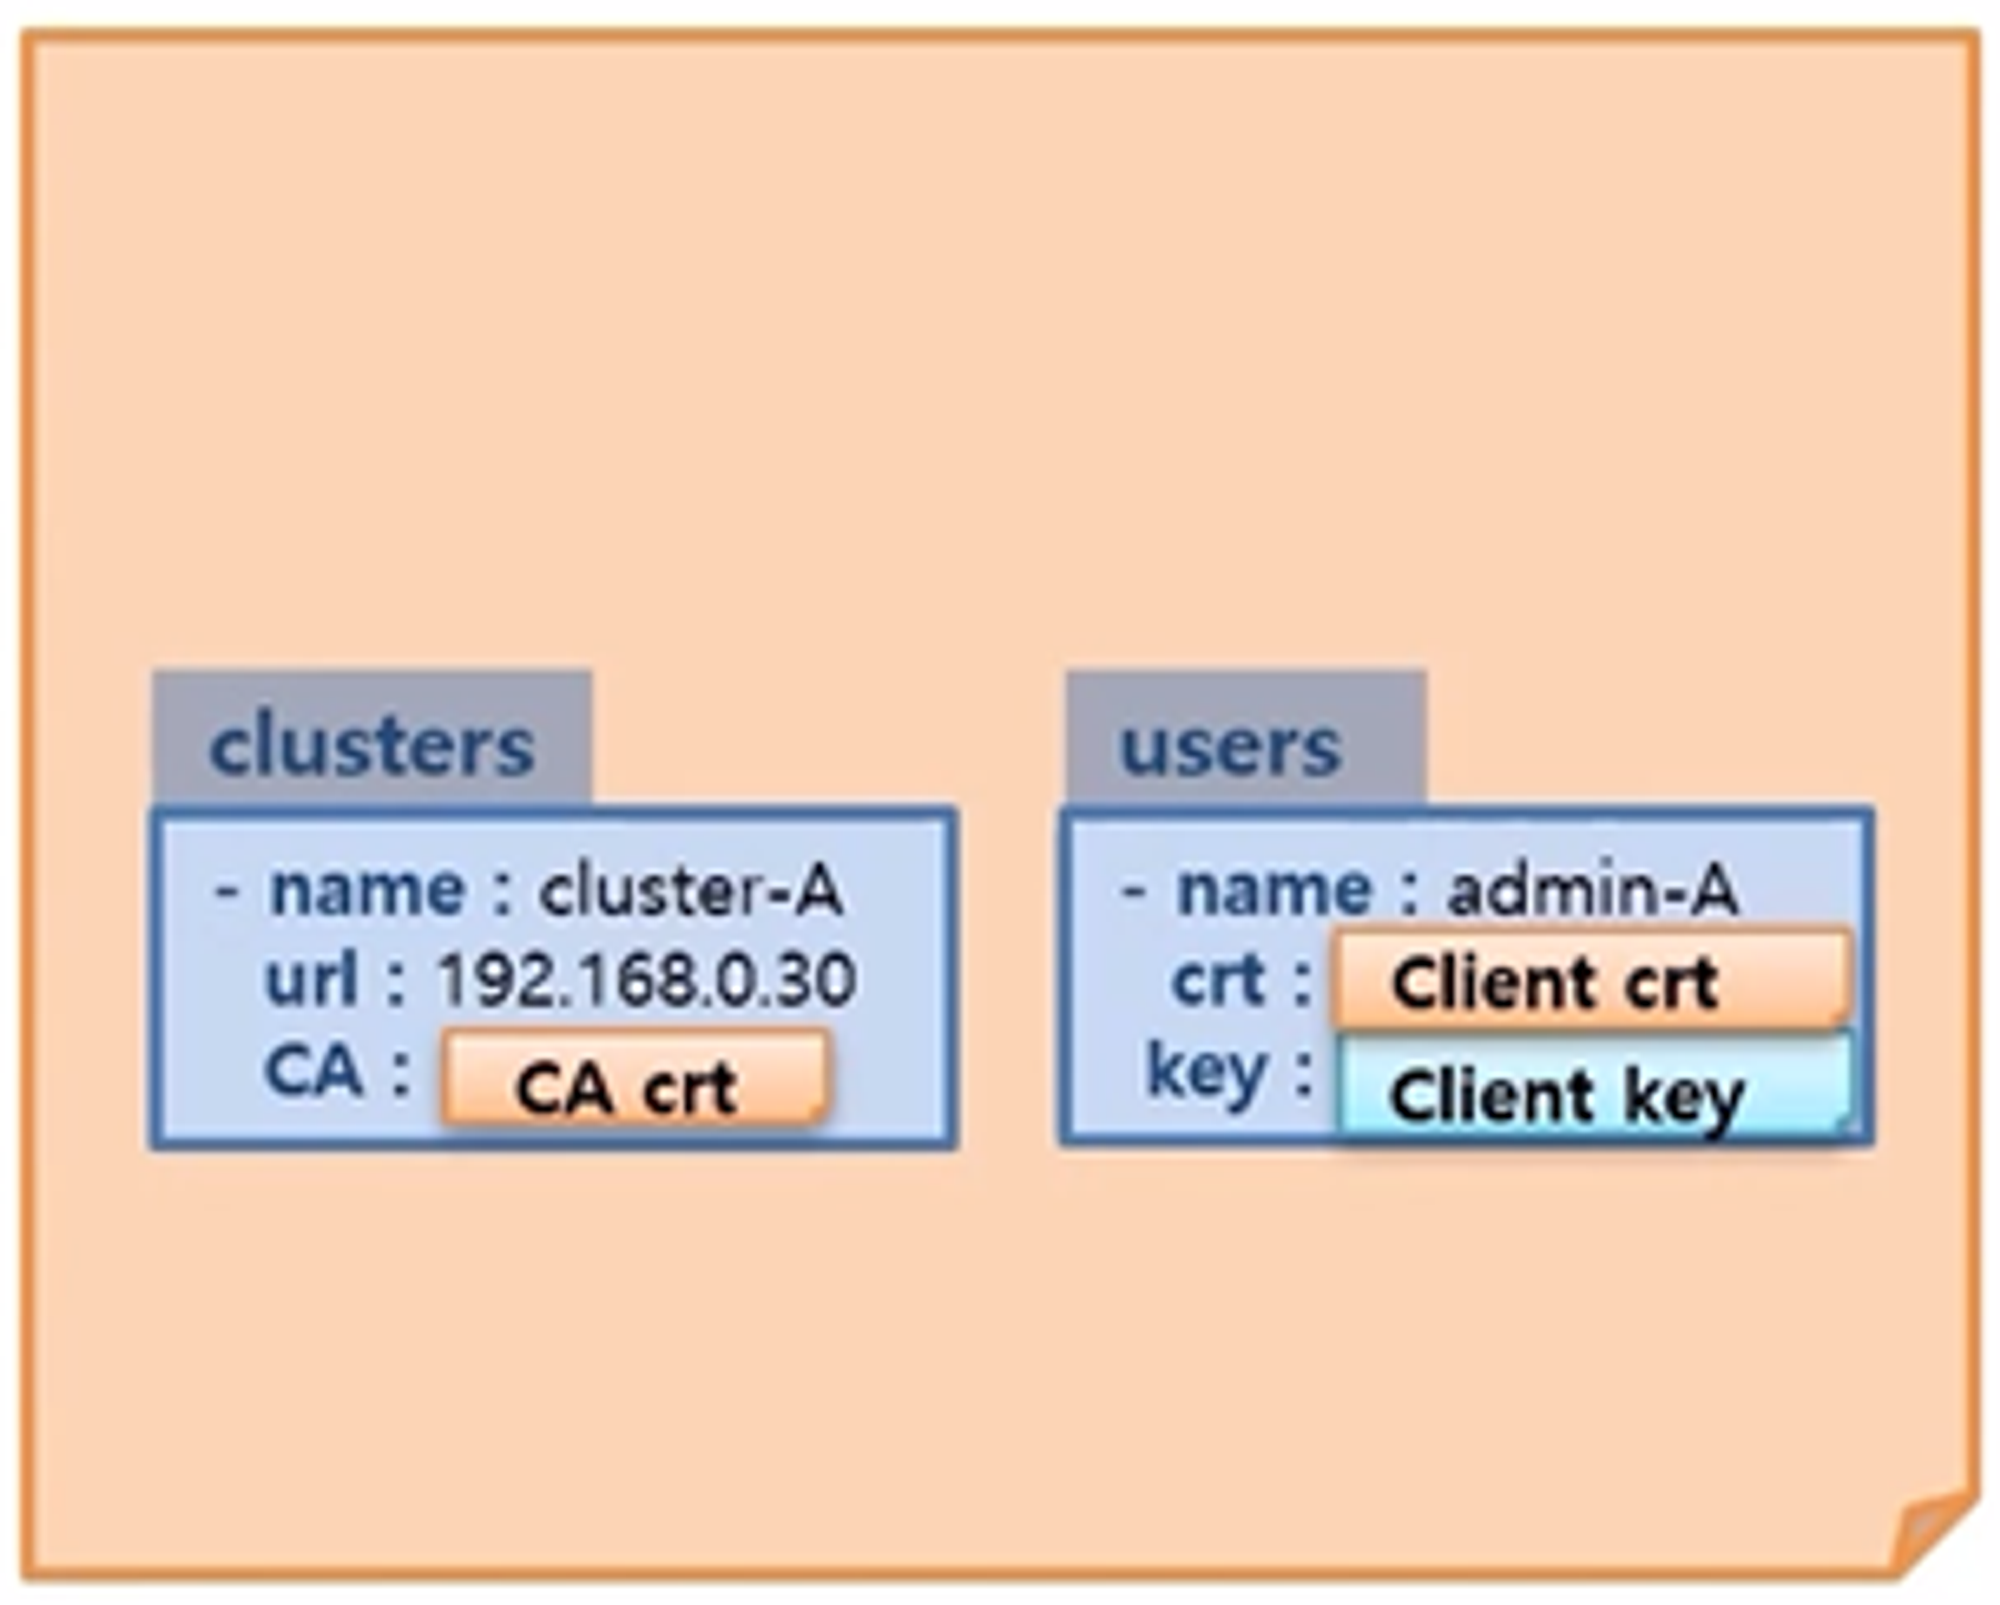 clusters
- name : cluster-A
url : 192.168.0.30
CA : CA crt
users
- name : admin-A
crt : Client crt
key : Client key